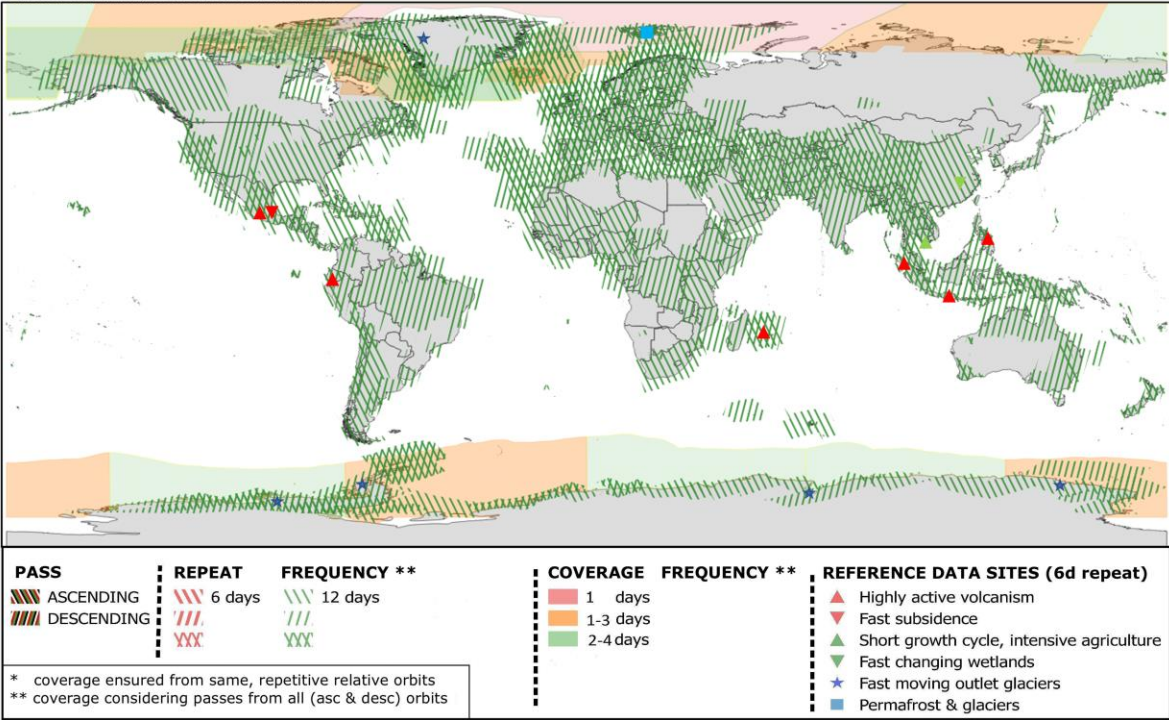 PASS
ASCENDING
DESCENDING
REPEAT FREQUENCY **
6 days 12 days
COVERAGE FREQUENCY **
1 days
1-3 days
2-4 days
REFERENCE DATA SITES (6d repeat)
Highly active volcanism
Fast subsidence
Short growth cycle, intensive agriculture
Fast changing wetlands
Fast moving outlet glaciers
Permafrost & glaciers
* coverage ensured from same, repetitive relative orbits
** coverage considering passes from all (asc & desc) orbits